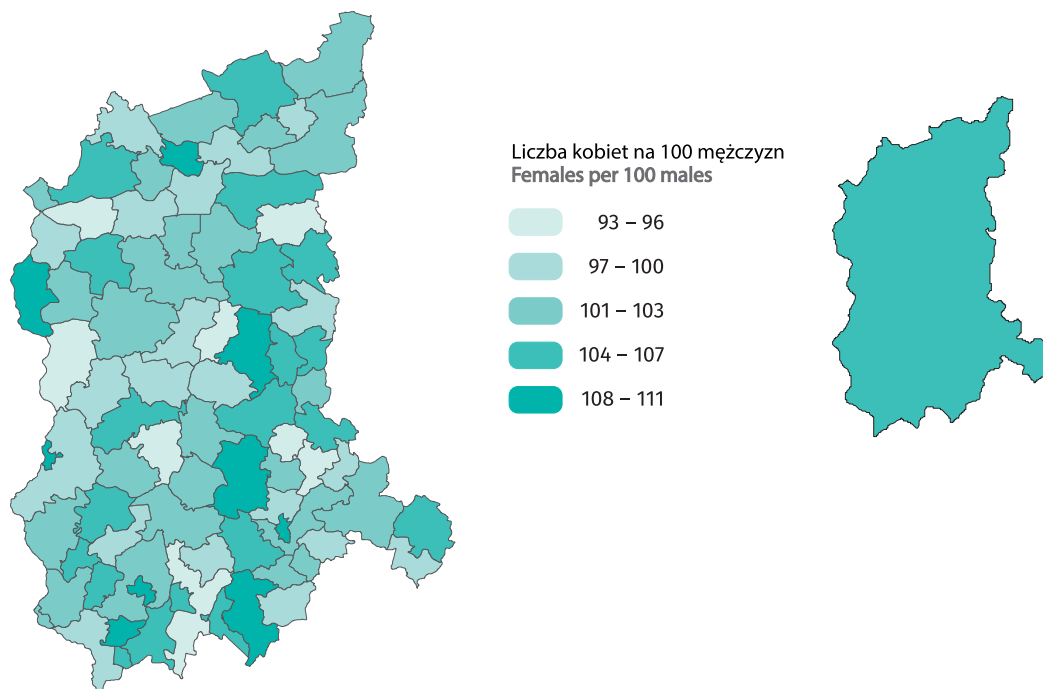 Liczba kobiet na 100 mężczyzn
Females per 100 males
93 – 96
97 – 100
101 – 103
104 – 107
108 – 111